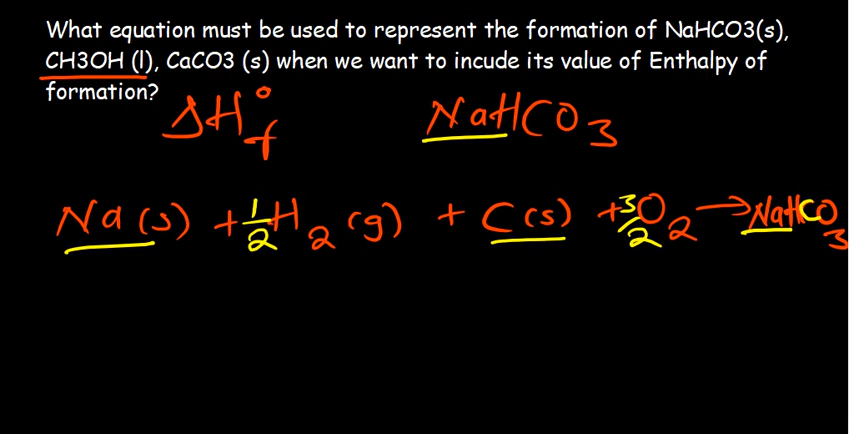 What equation must be used to represent the formation of NaHCO3(s),
CH3OH (l), CaCO3 (s) when we want to incude its value of Enthalpy of
formation?
ΔH°f NaHCO3
Na (s) + 1/2 H2 (g) + C (s) + 3/2 O2 → NaHCO3